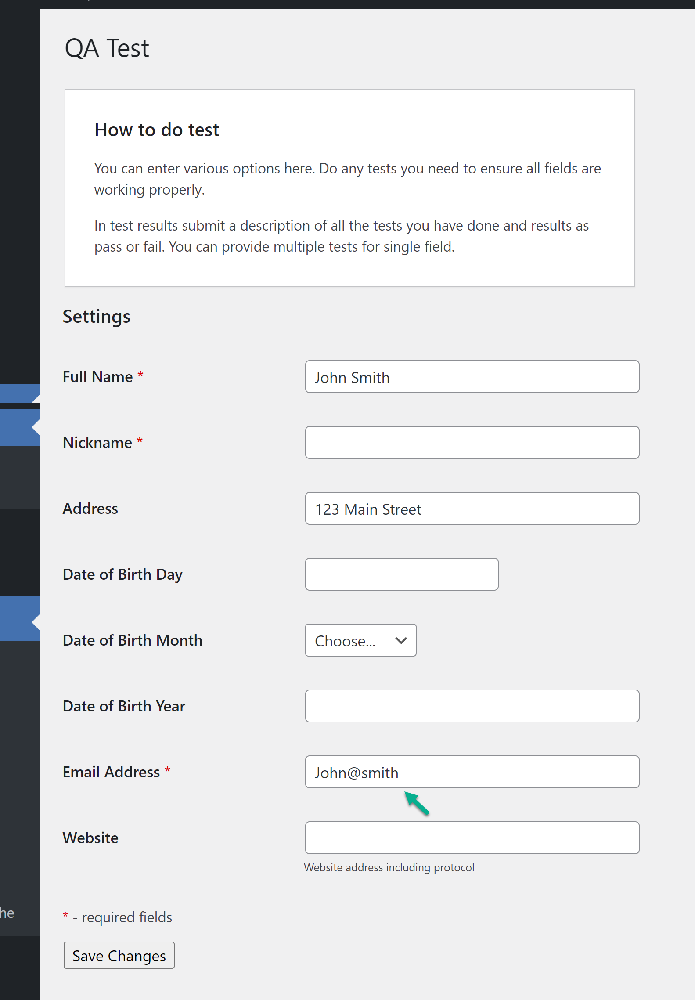 QA Test
How to do test
You can enter various options here. Do any tests you need to ensure all fields are
working properly.
In test results submit a description of all the tests you have done and results as
pass or fail. You can provide multiple tests for single field.
Settings
Full Name *
John Smith
Nickname *
Address
123 Main Street
Date of Birth Day
Date of Birth Month
Choose...
Date of Birth Year
Email Address *
John@smith
Website
Website address including protocol
he
* - required fields
Save Changes